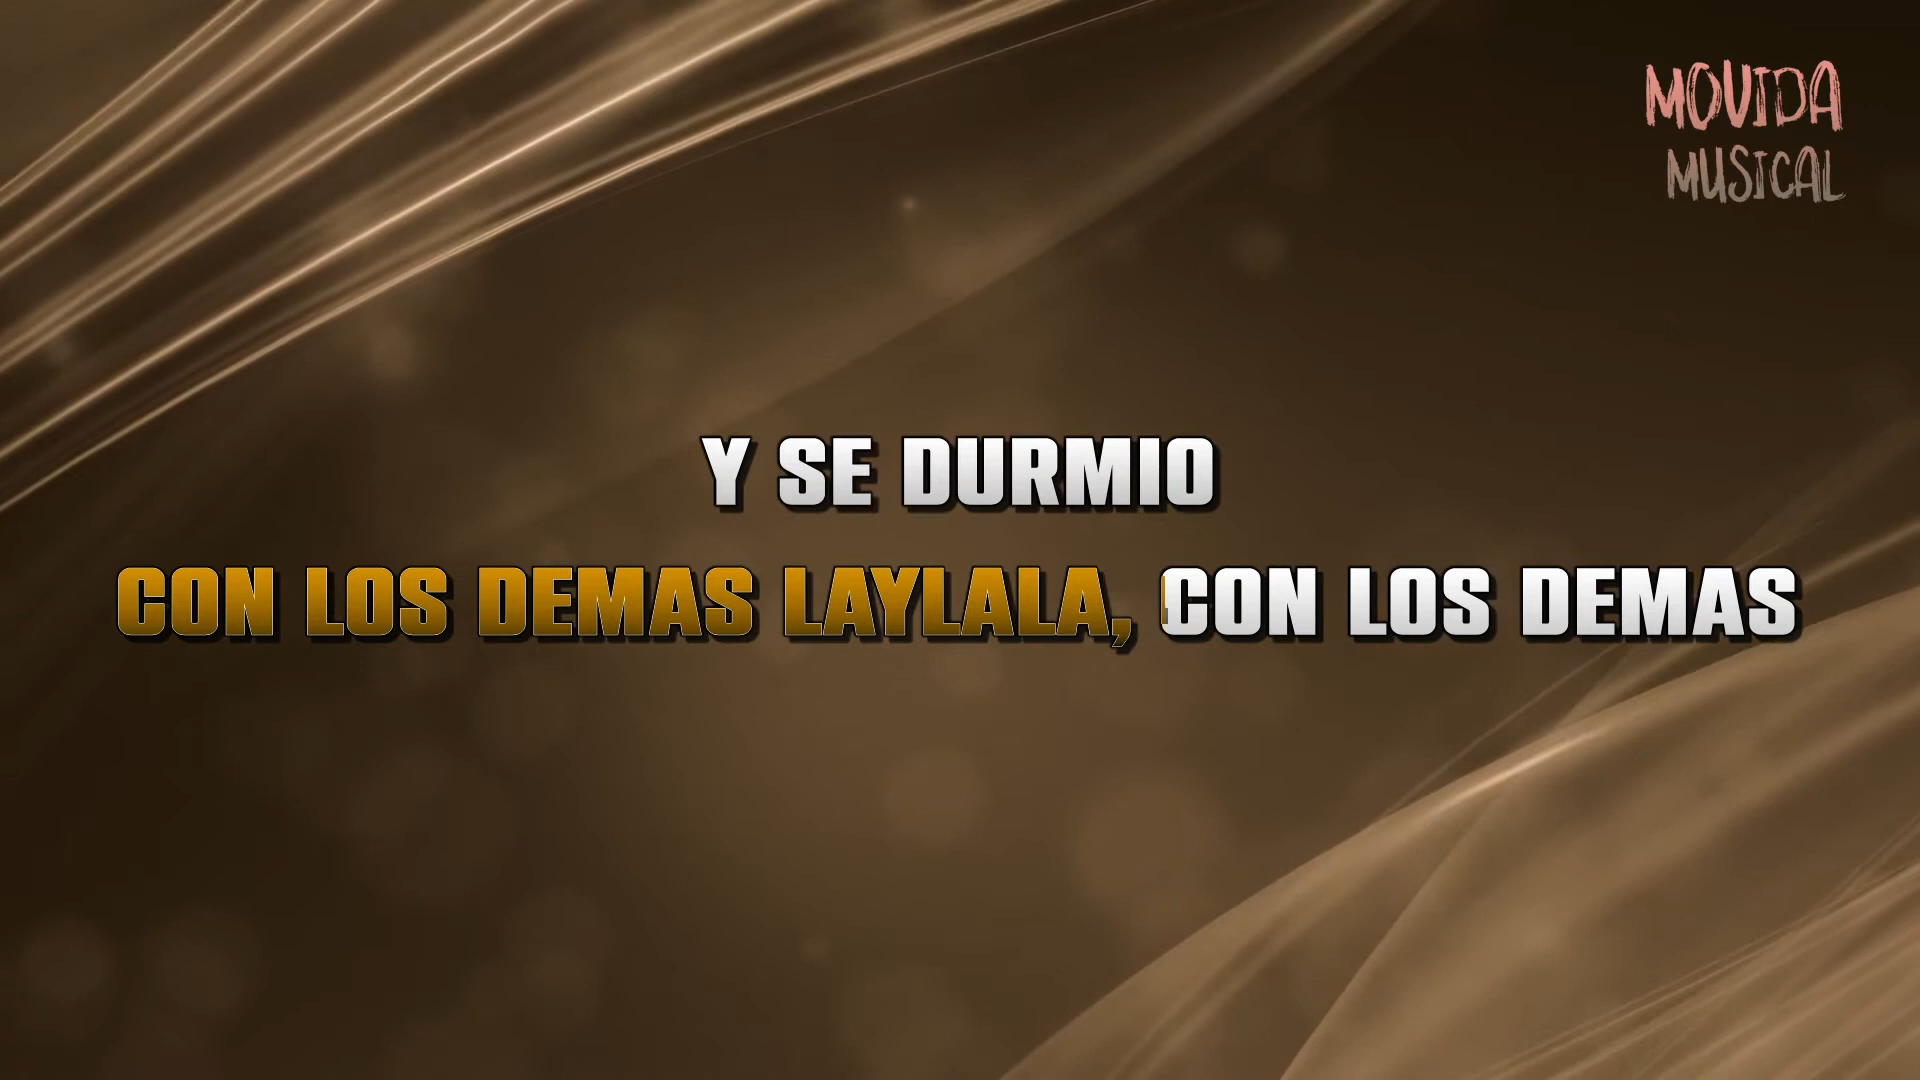 MOVIDA
MUSICAL
Y SE DURMIO
CON LOS DEMAS LAYLALA, CON LOS DEMAS